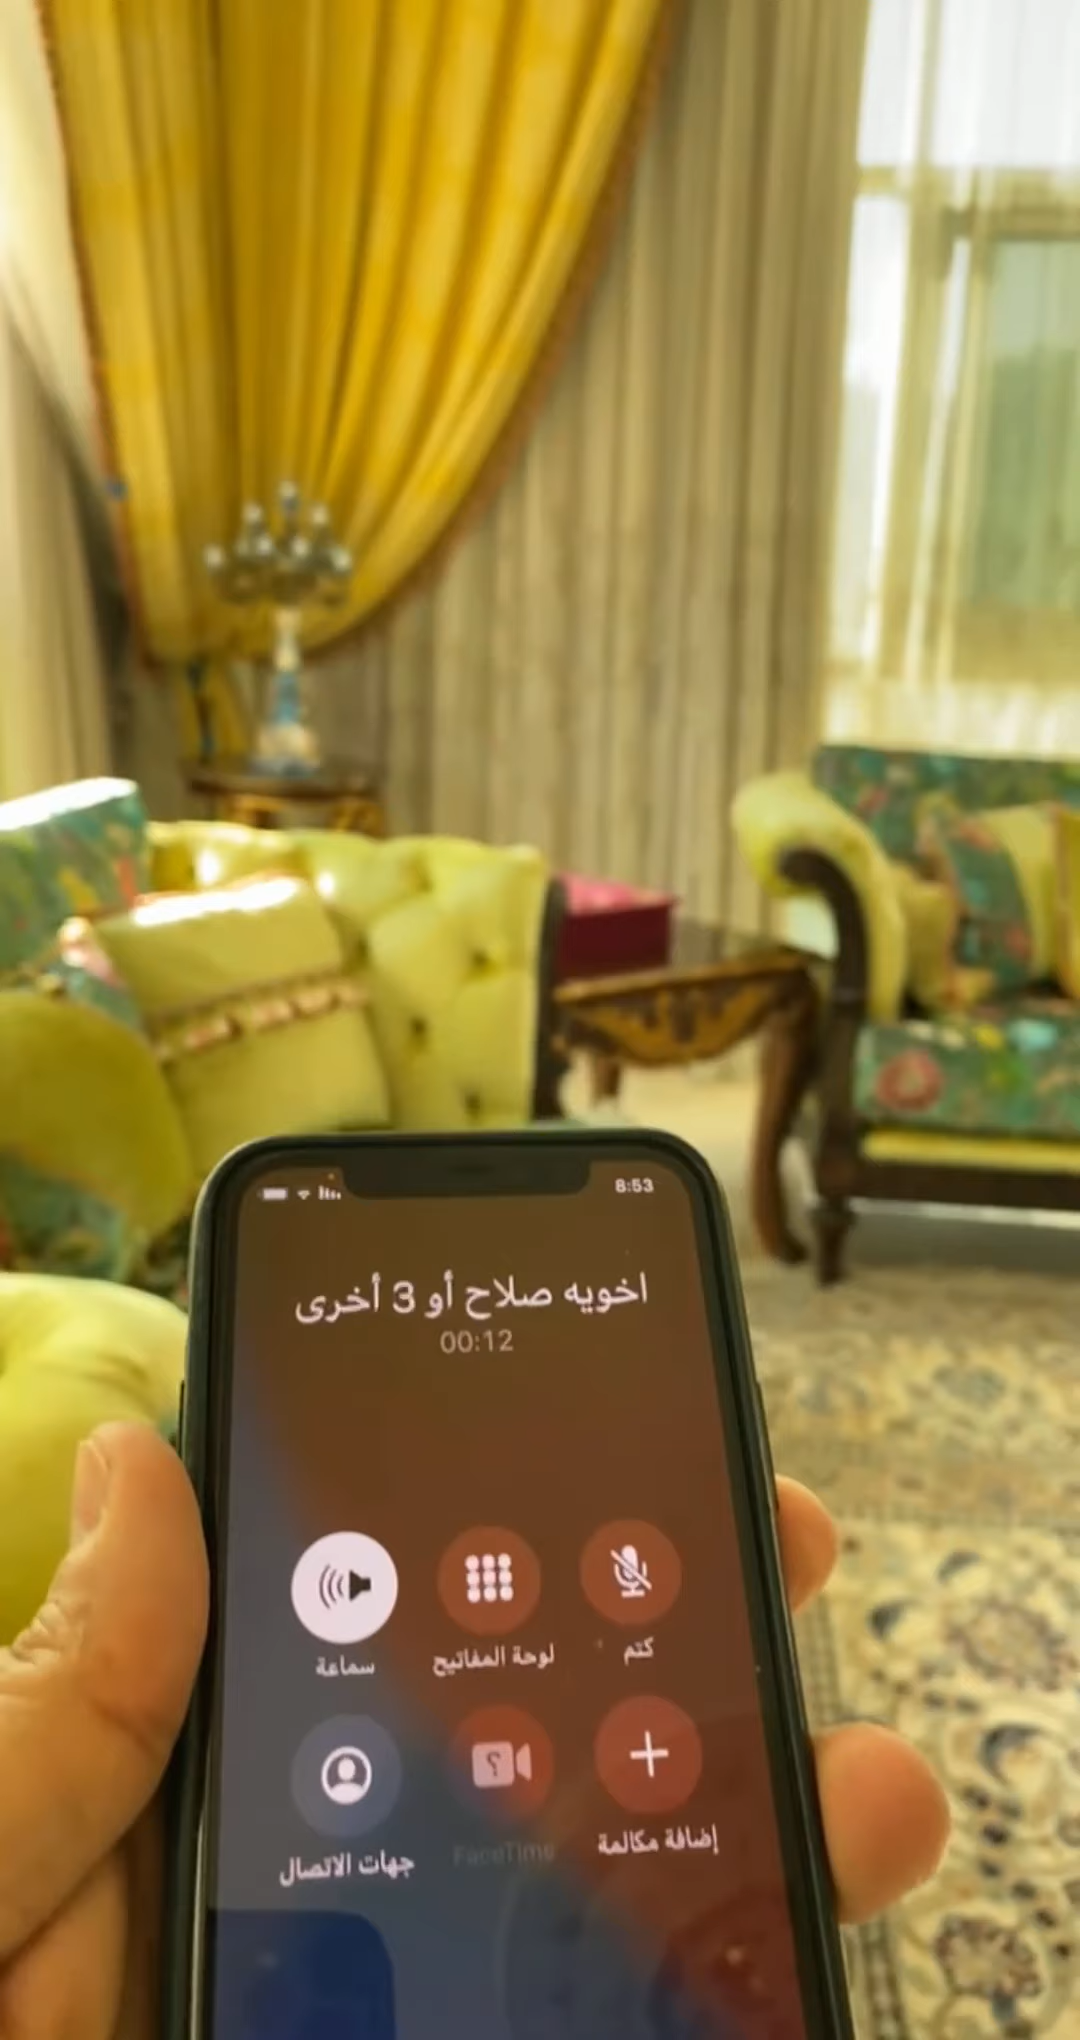 8:53
اخويه صلاح أو 3 أخرى
00:12
كتم
لوحة المفاتيح
سماعة
إضافة مكالمة
FaceTime
جهات الاتصال